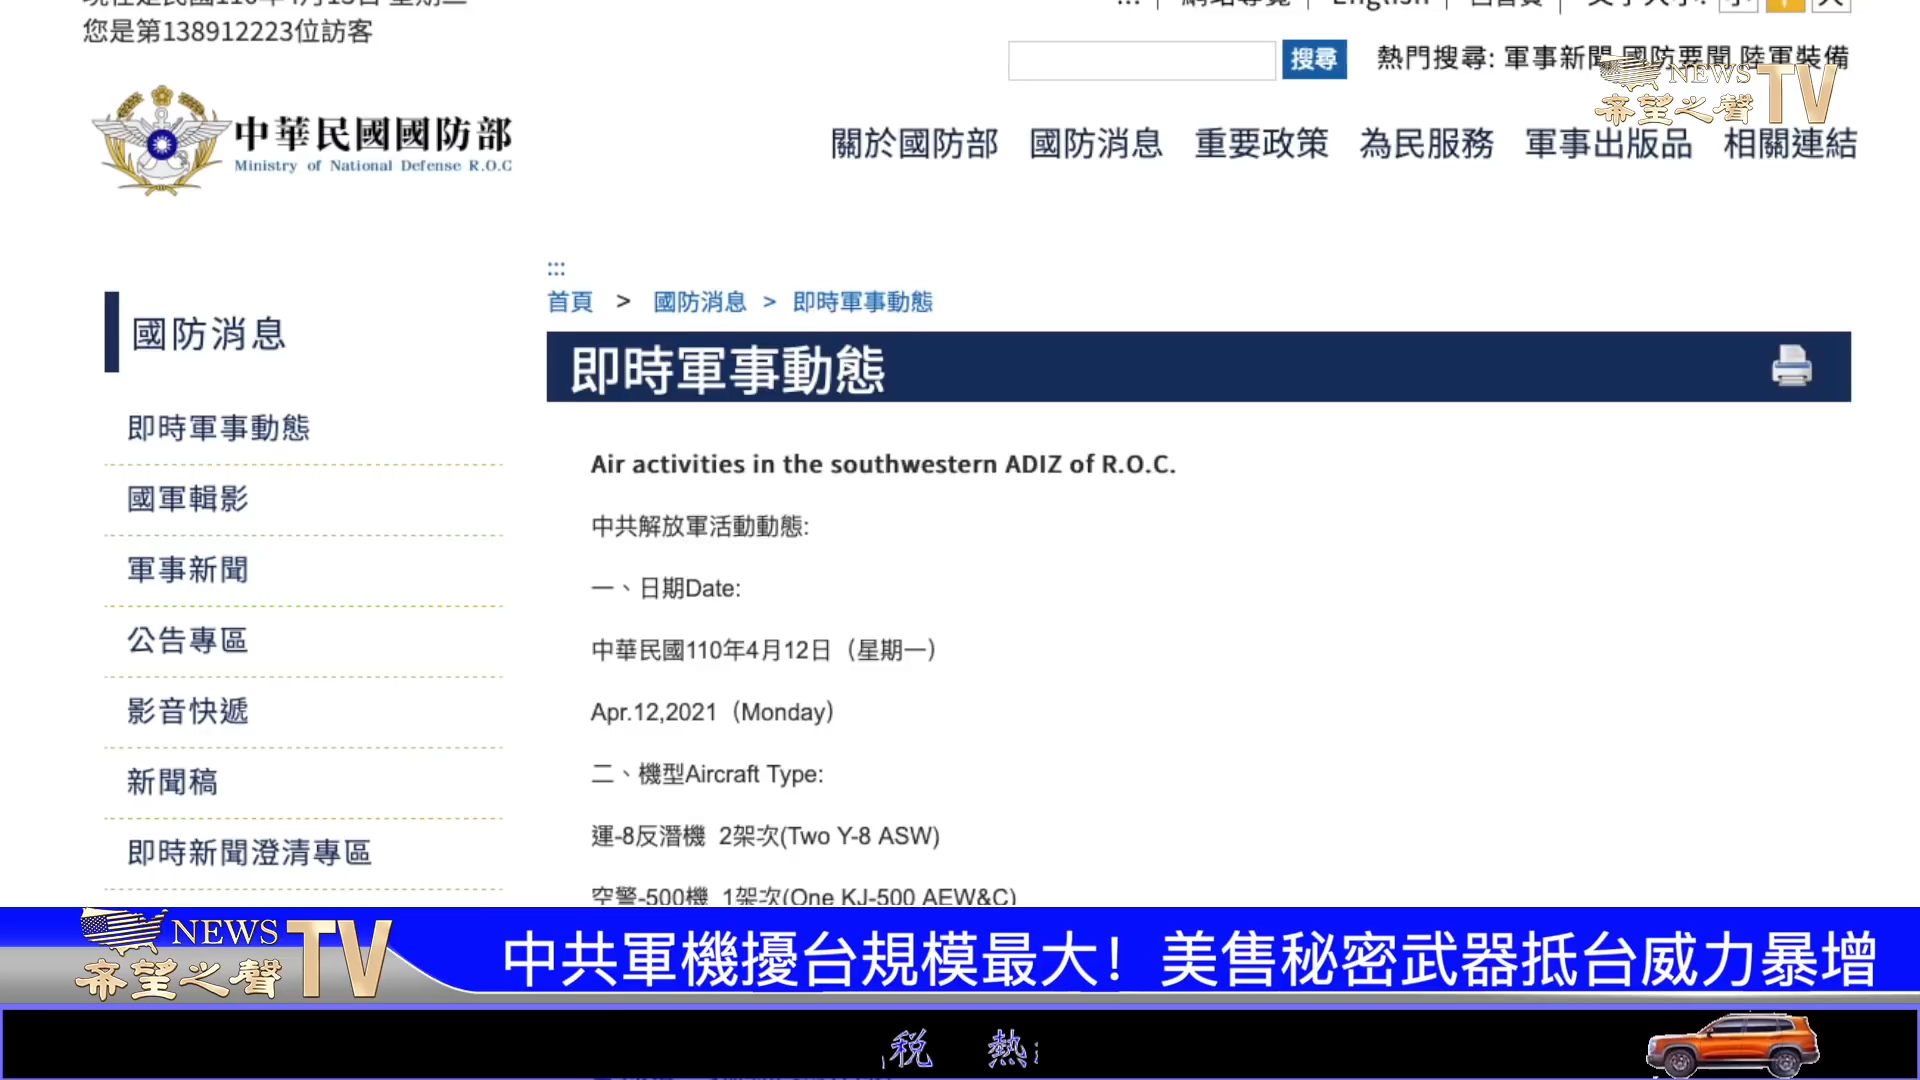 您是第138912223位訪客
搜尋
熱門搜尋: 軍事新聞 國防要聞 陸軍裝備
NEWS
希望之聲 TV
中華民國國防部
Ministry of National Defense R.O.C
關於國防部 國防消息 重要政策 為民服務 軍事出版品 相關連結
:::
首頁 > 國防消息 > 即時軍事動態
國防消息
即時軍事動態
國軍輯影
軍事新聞
公告專區
影音快遞
新聞稿
即時新聞澄清專區
即時軍事動態
Air activities in the southwestern ADIZ of R.O.C.
中共解放軍活動動態:
一、日期Date:
中華民國110年4月12日（星期一）
Apr.12,2021（Monday）
二、機型Aircraft Type:
運-8反潛機 2架次(Two Y-8 ASW)
空警-500機 1架次(One KJ-500 AEW&C)
NEWS
希望之聲 TV
中共軍機擾台規模最大！美售秘密武器抵台威力暴增
稅 熱